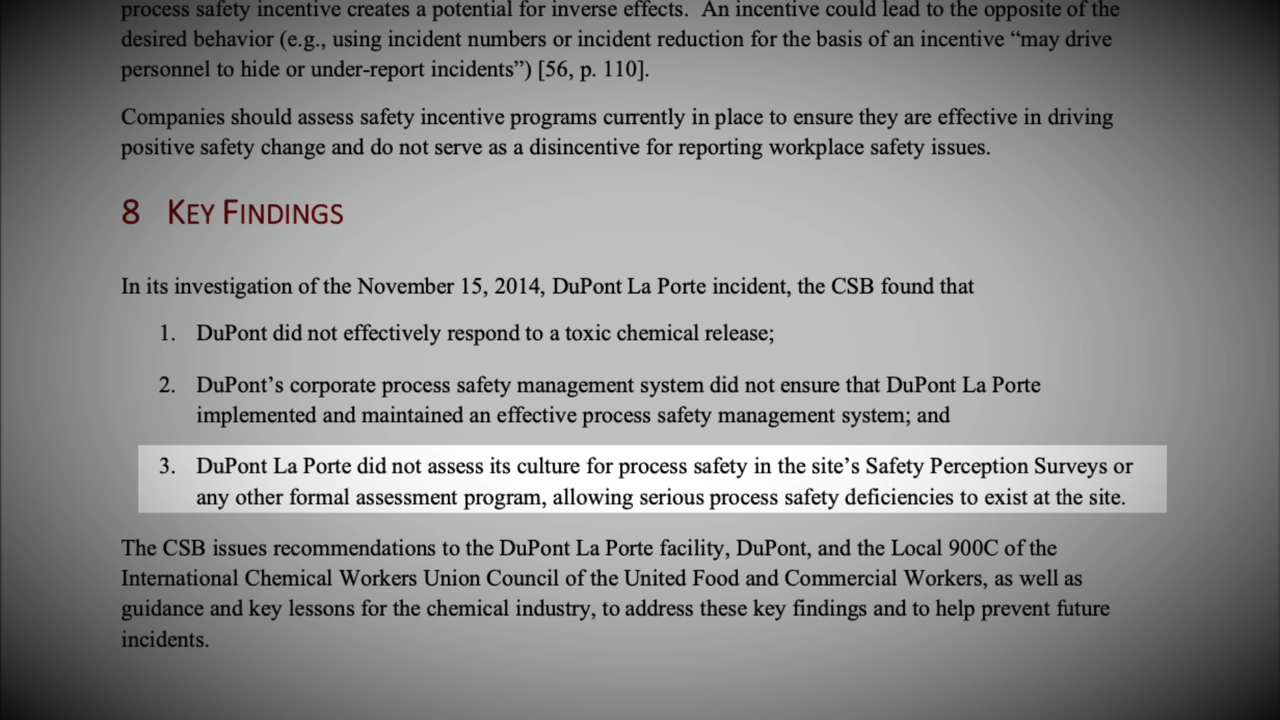 process safety incentive creates a potential for inverse effects.  An incentive could lead to the opposite of the
desired behavior (e.g., using incident numbers or incident reduction for the basis of an incentive “may drive
personnel to hide or under-report incidents”) [56, p. 110].
Companies should assess safety incentive programs currently in place to ensure they are effective in driving
positive safety change and do not serve as a disincentive for reporting workplace safety issues.
8 KEY FINDINGS
In its investigation of the November 15, 2014, DuPont La Porte incident, the CSB found that
1. DuPont did not effectively respond to a toxic chemical release;
2. DuPont’s corporate process safety management system did not ensure that DuPont La Porte
implemented and maintained an effective process safety management system; and
3. DuPont La Porte did not assess its culture for process safety in the site’s Safety Perception Surveys or
any other formal assessment program, allowing serious process safety deficiencies to exist at the site.
The CSB issues recommendations to the DuPont La Porte facility, DuPont, and the Local 900C of the
International Chemical Workers Union Council of the United Food and Commercial Workers, as well as
guidance and key lessons for the chemical industry, to address these key findings and to help prevent future
incidents.